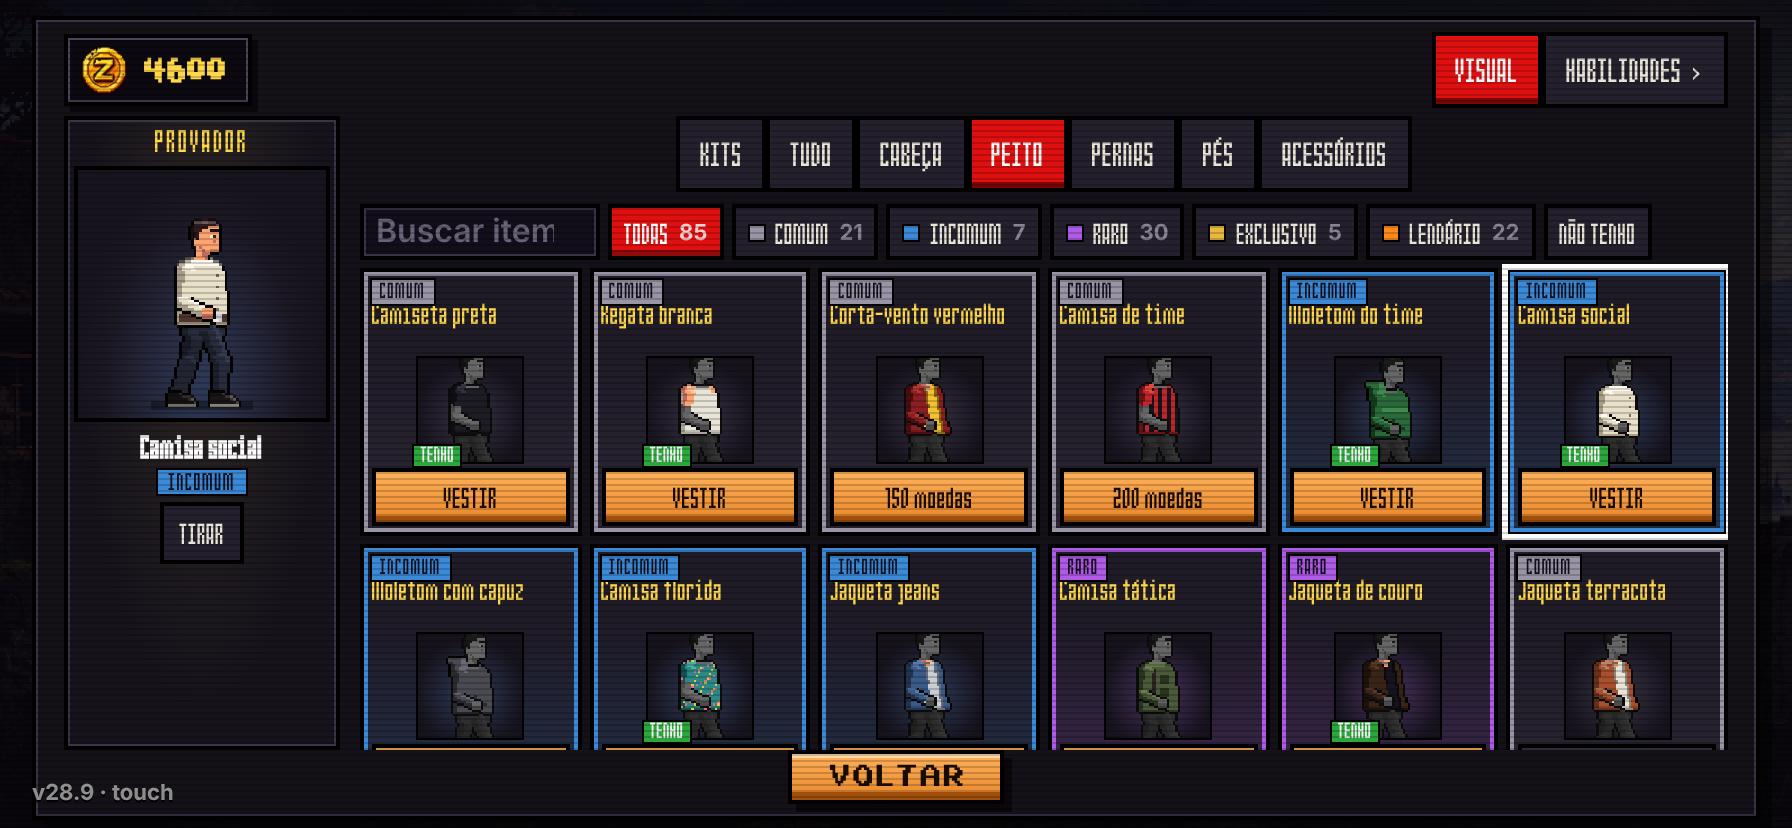 4600
VISUAL
HABILIDADES ›
PROVADOR
KITS
TUDO
CABEÇA
PEITO
PERNAS
PÉS
ACESSÓRIOS
Buscar item
TODAS 85
COMUM 21
INCOMUM 7
RARO 30
EXCLUSIVO 5
LENDÁRIO 22
NÃO TENHO
Camisa social
INCOMUM
TIRAR
COMUM
Camiseta preta
TENHO
VESTIR
COMUM
Regata branca
TENHO
VESTIR
COMUM
Corta-vento vermelho
150 moedas
COMUM
Camisa de time
200 moedas
INCOMUM
Moletom do time
TENHO
VESTIR
INCOMUM
Camisa social
TENHO
VESTIR
INCOMUM
Moletom com capuz
INCOMUM
Camisa florida
TENHO
INCOMUM
Jaqueta jeans
RARO
Camisa tática
RARO
Jaqueta de couro
TENHO
COMUM
Jaqueta terracota
VOLTAR
v28.9 · touch